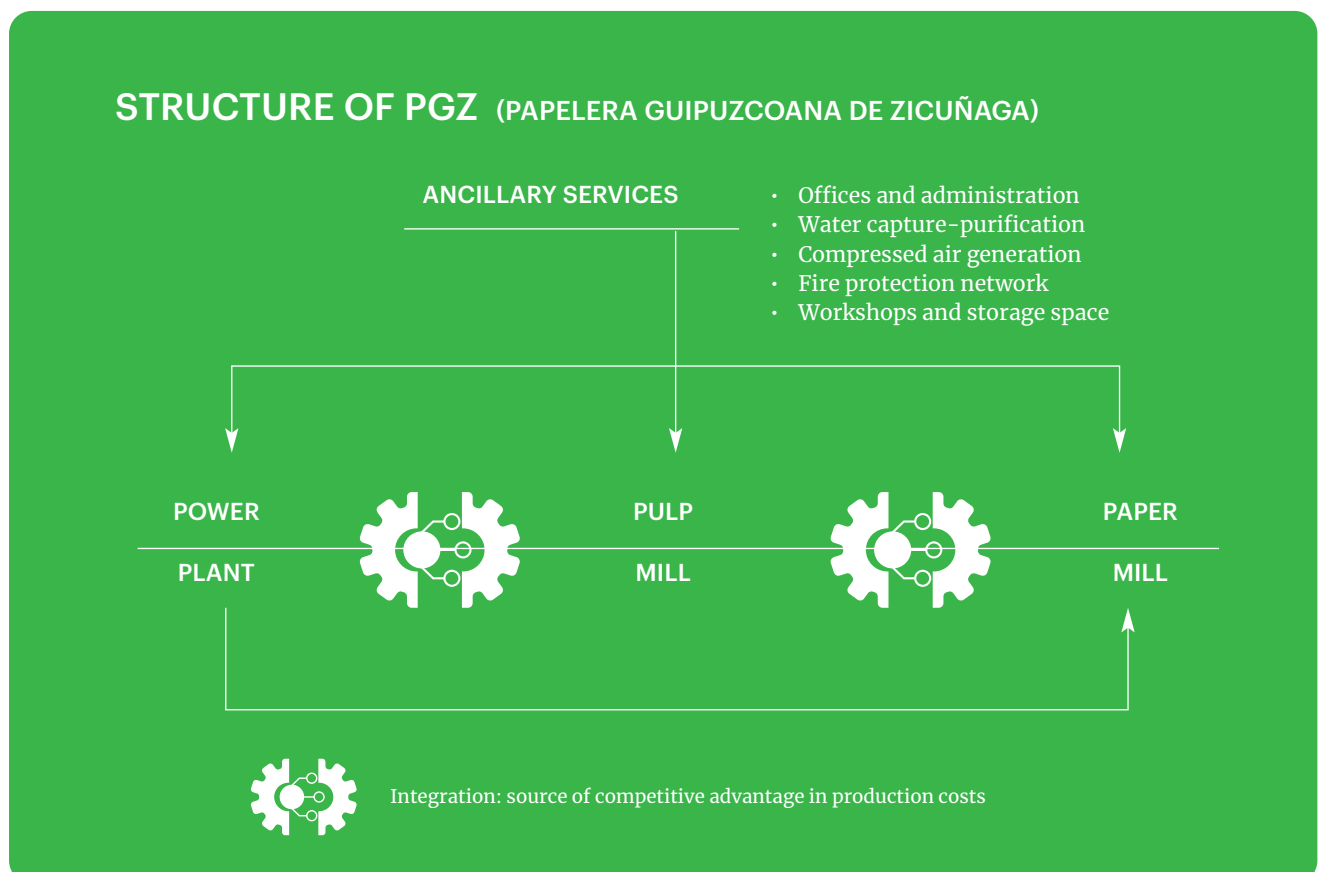 STRUCTURE OF PGZ (PAPELERA GUIPUZCOANA DE ZICUÑAGA)
ANCILLARY SERVICES
· Offices and administration
· Water capture-purification
· Compressed air generation
· Fire protection network
· Workshops and storage space
POWER
PLANT
PULP
MILL
PAPER
MILL
Integration: source of competitive advantage in production costs